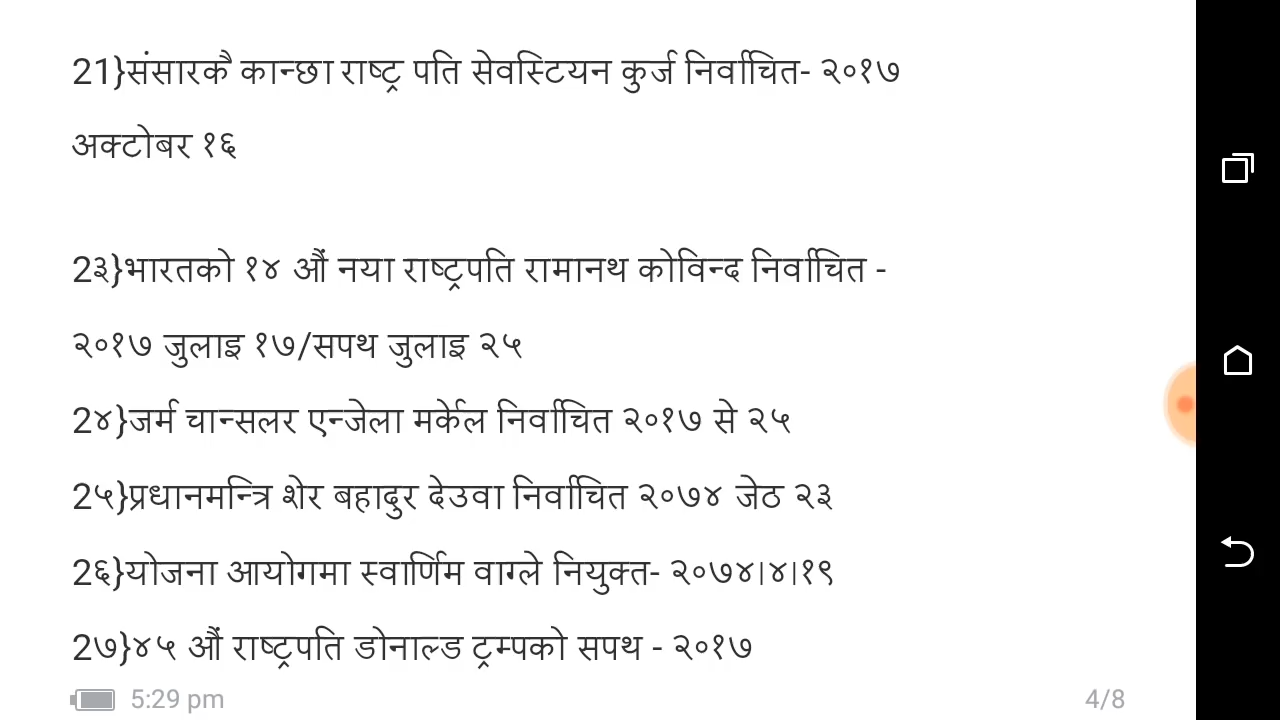 21}संसारकै कान्छा राष्ट्र पति सेवस्टियन कुर्ज निर्वाचित- २०१७
अक्टोबर १६
2३}भारतको १४ औं नया राष्ट्रपति रामानथ कोविन्द निर्वाचित -
२०१७ जुलाइ १७/सपथ जुलाइ २५
2४}जर्म चान्सलर एन्जेला मर्केल निर्वाचित २०१७ से २५
2५}प्रधानमन्त्रि शेर बहादुर देउवा निर्वाचित २०७४ जेठ २३
2६}योजना आयोगमा स्वार्णिम वाग्ले नियुक्त- २०७४।४।१९
2७}४५ औं राष्ट्रपति डोनाल्ड ट्रम्पको सपथ - २०१७
5:29 pm 4/8